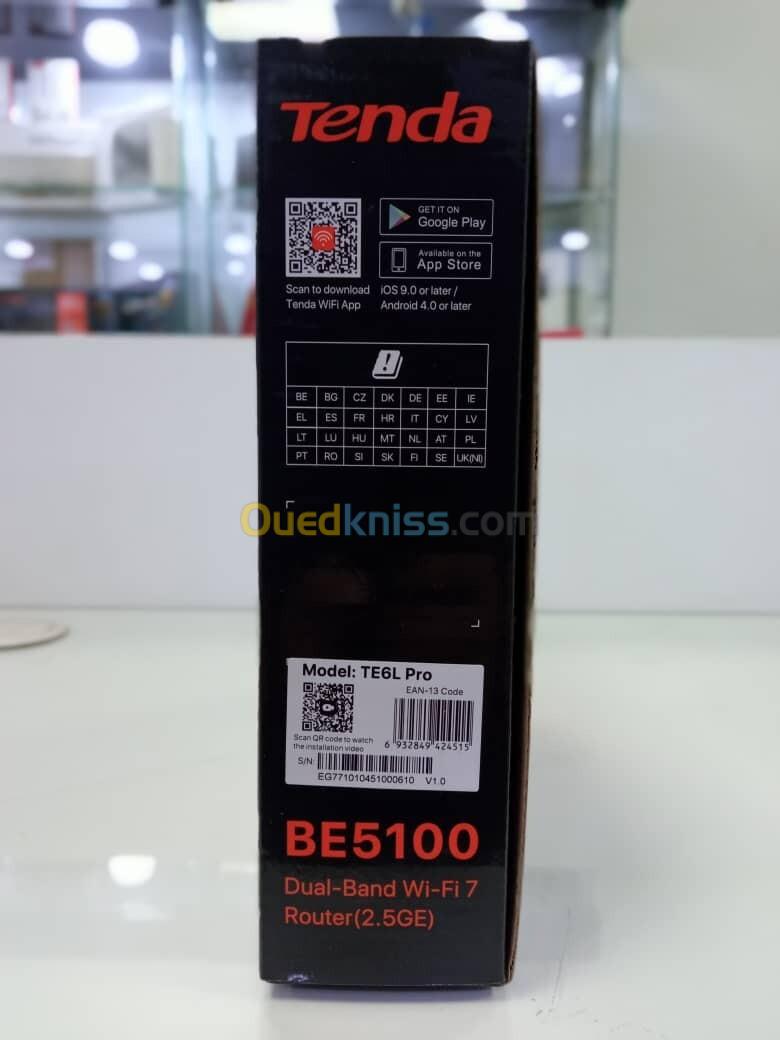 Tenda
GET IT ON
Google Play
Available on the
App Store
Scan to download
Tenda WiFi App
iOS 9.0 or later /
Android 4.0 or later
BE BG CZ DK DE EE IE
EL ES FR HR IT CY LV
LT LU HU MT NL AT PL
PT RO SI SK FI SE UK(NI)
Ouedkniss.com
Model: TE6L Pro
EAN-13 Code
Scan QR code to watch
the installation video
6 932849 424515
S/N:
EG771010451000610 V1.0
BE5100
Dual-Band Wi-Fi 7
Router(2.5GE)